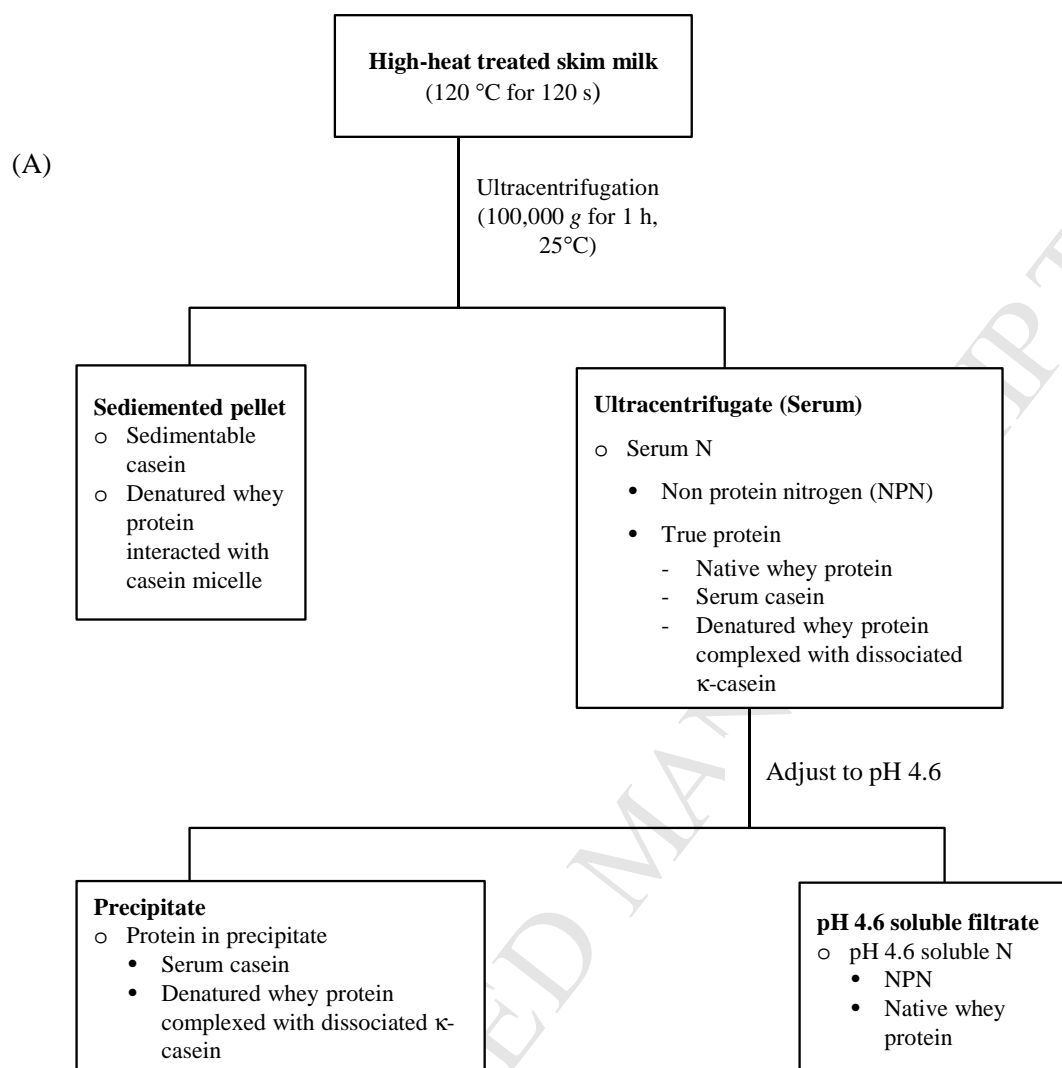 High-heat treated skim milk
(120 °C for 120 s)
(A)
Ultracentrifugation
(100,000 g for 1 h,
25°C)
Sediemented pellet
o Sedimentable
casein
o Denatured whey
protein
interacted with
casein micelle
Ultracentrifugate (Serum)
o Serum N
• Non protein nitrogen (NPN)
• True protein
- Native whey protein
- Serum casein
- Denatured whey protein
complexed with dissociated
κ-casein
Adjust to pH 4.6
Precipitate
o Protein in precipitate
• Serum casein
• Denatured whey protein
complexed with dissociated κ-
casein
pH 4.6 soluble filtrate
o pH 4.6 soluble N
• NPN
• Native whey
protein